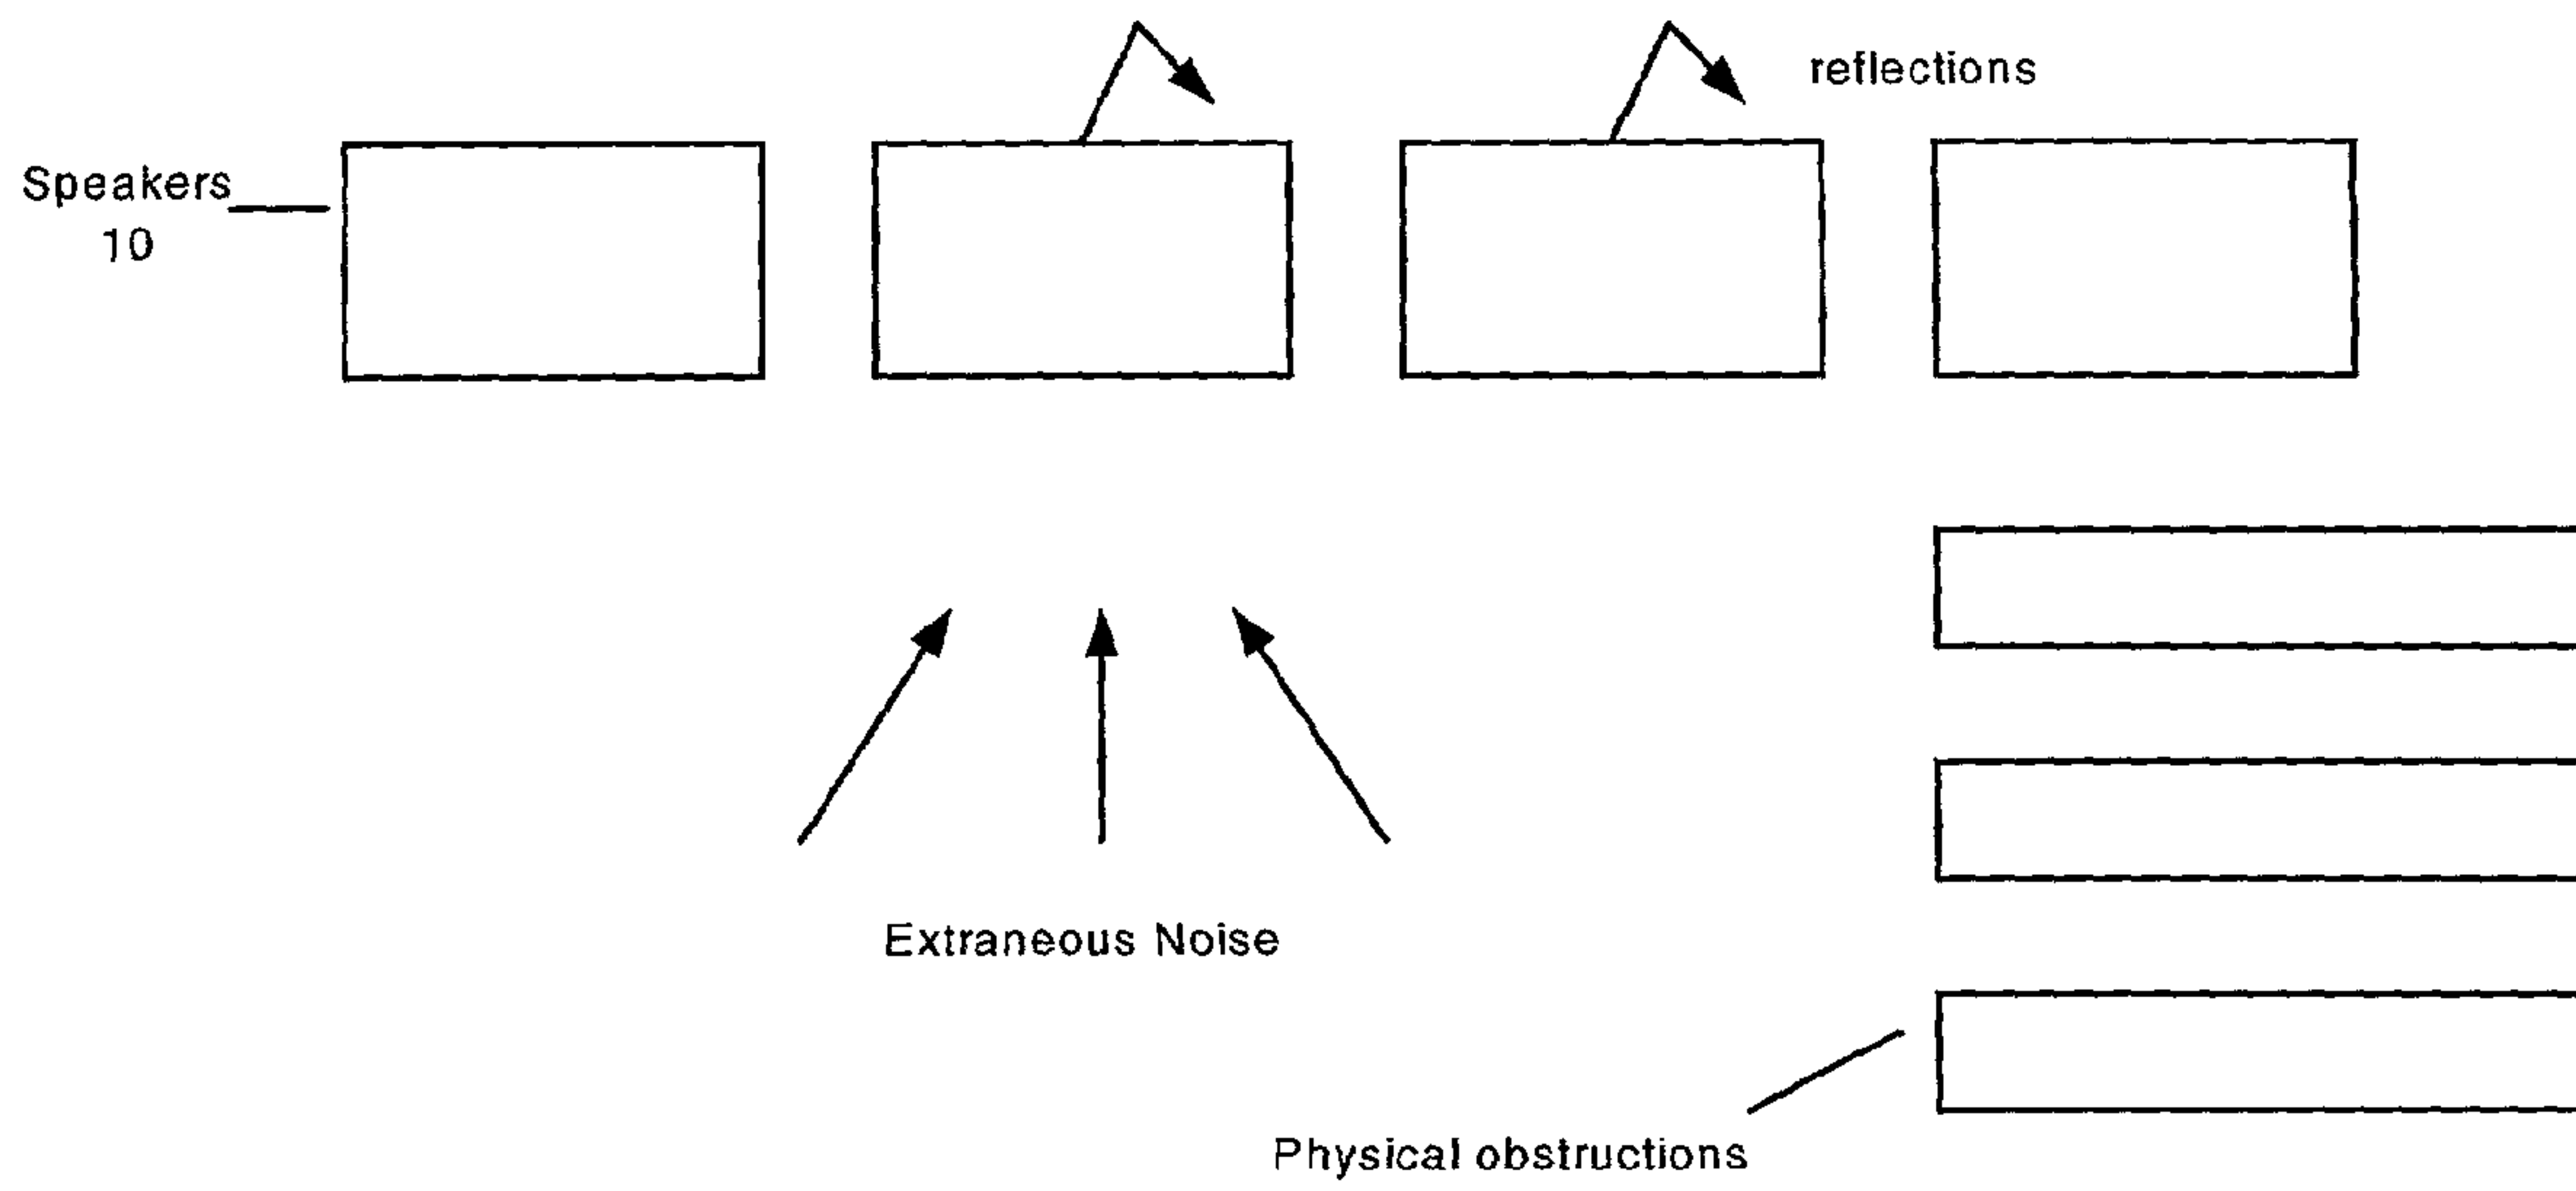 reflections
Speakers
10
Extraneous Noise
Physical obstructions